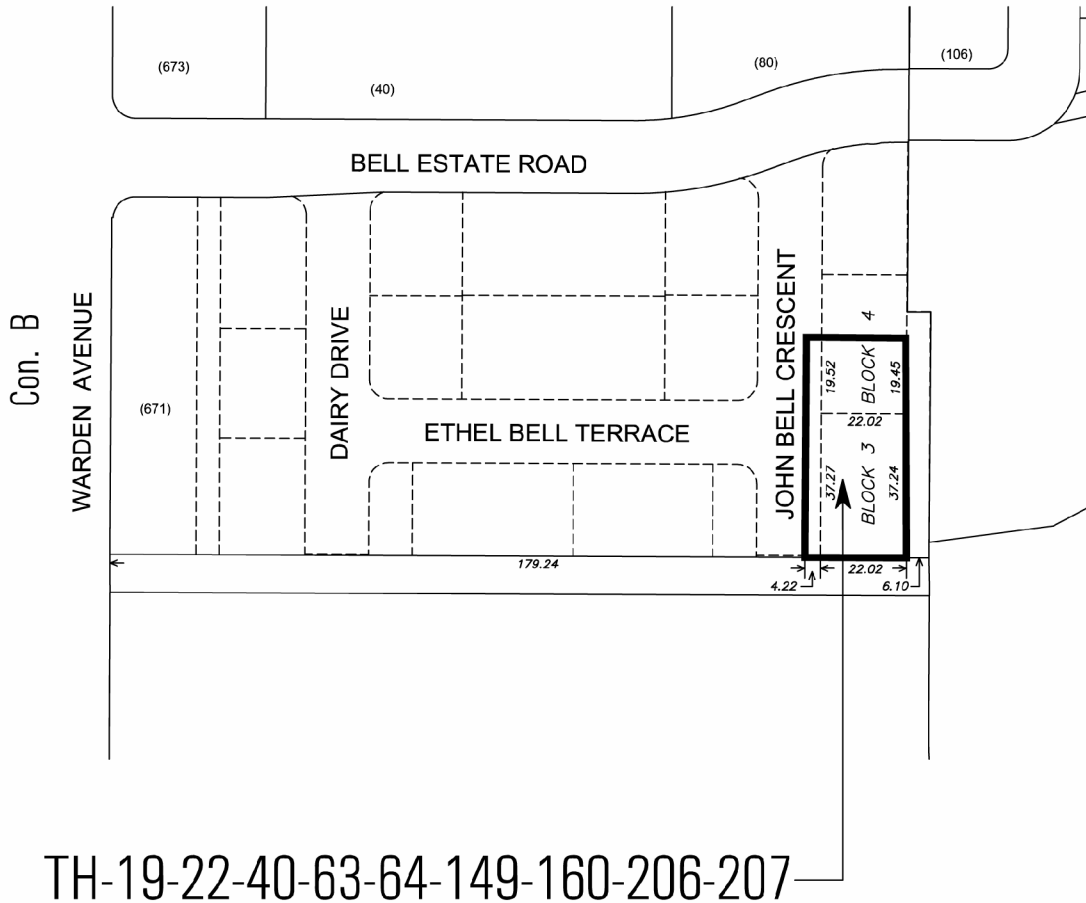 (673)
(40)
(80)
(106)
BELL ESTATE ROAD
Con. B
WARDEN AVENUE
(671)
DAIRY DRIVE
ETHEL BELL TERRACE
JOHN BELL CRESCENT
BLOCK 4
19.52
19.45
22.02
BLOCK 3
37.27
37.24
179.24
4.22
22.02
6.10
TH-19-22-40-63-64-149-160-206-207